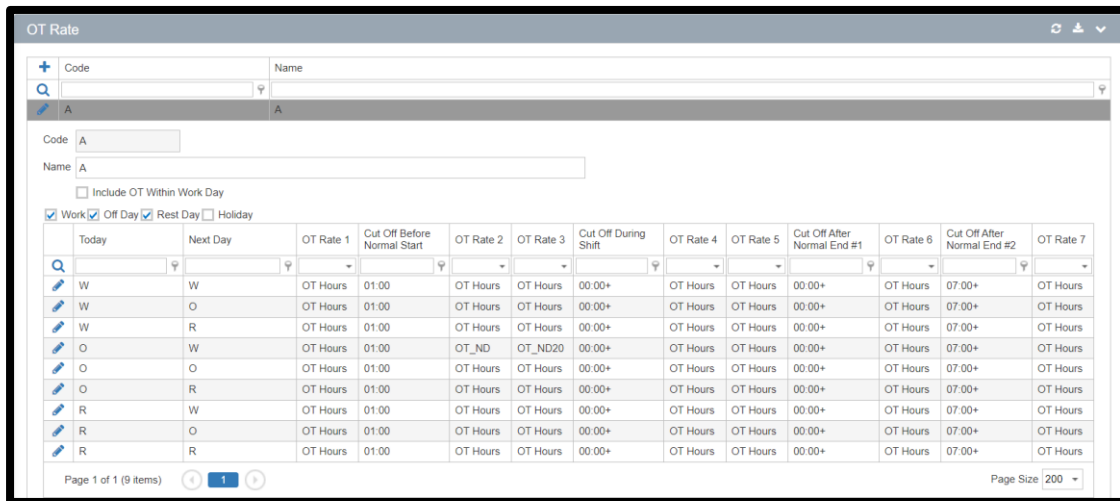 OT Rate
Code Name
A A
Code A
Name A
Include OT Within Work Day
Work Off Day Rest Day Holiday
Today Next Day OT Rate 1 Cut Off Before Normal Start OT Rate 2 OT Rate 3 Cut Off During Shift OT Rate 4 OT Rate 5 Cut Off After Normal End #1 OT Rate 6 Cut Off After Normal End #2 OT Rate 7
W W OT Hours 01:00 OT Hours OT Hours 00:00+ OT Hours OT Hours 00:00+ OT Hours 07:00+ OT Hours
W O OT Hours 01:00 OT Hours OT Hours 00:00+ OT Hours OT Hours 00:00+ OT Hours 07:00+ OT Hours
W R OT Hours 01:00 OT Hours OT Hours 00:00+ OT Hours OT Hours 00:00+ OT Hours 07:00+ OT Hours
O W OT Hours 01:00 OT_ND OT_ND20 00:00+ OT Hours OT Hours 00:00+ OT Hours 07:00+ OT Hours
O O OT Hours 01:00 OT Hours OT Hours 00:00+ OT Hours OT Hours 00:00+ OT Hours 07:00+ OT Hours
O R OT Hours 01:00 OT Hours OT Hours 00:00+ OT Hours OT Hours 00:00+ OT Hours 07:00+ OT Hours
R W OT Hours 01:00 OT Hours OT Hours 00:00+ OT Hours OT Hours 00:00+ OT Hours 07:00+ OT Hours
R O OT Hours 01:00 OT Hours OT Hours 00:00+ OT Hours OT Hours 00:00+ OT Hours 07:00+ OT Hours
R R OT Hours 01:00 OT Hours OT Hours 00:00+ OT Hours OT Hours 00:00+ OT Hours 07:00+ OT Hours
Page 1 of 1 (9 items) 1 Page Size 200